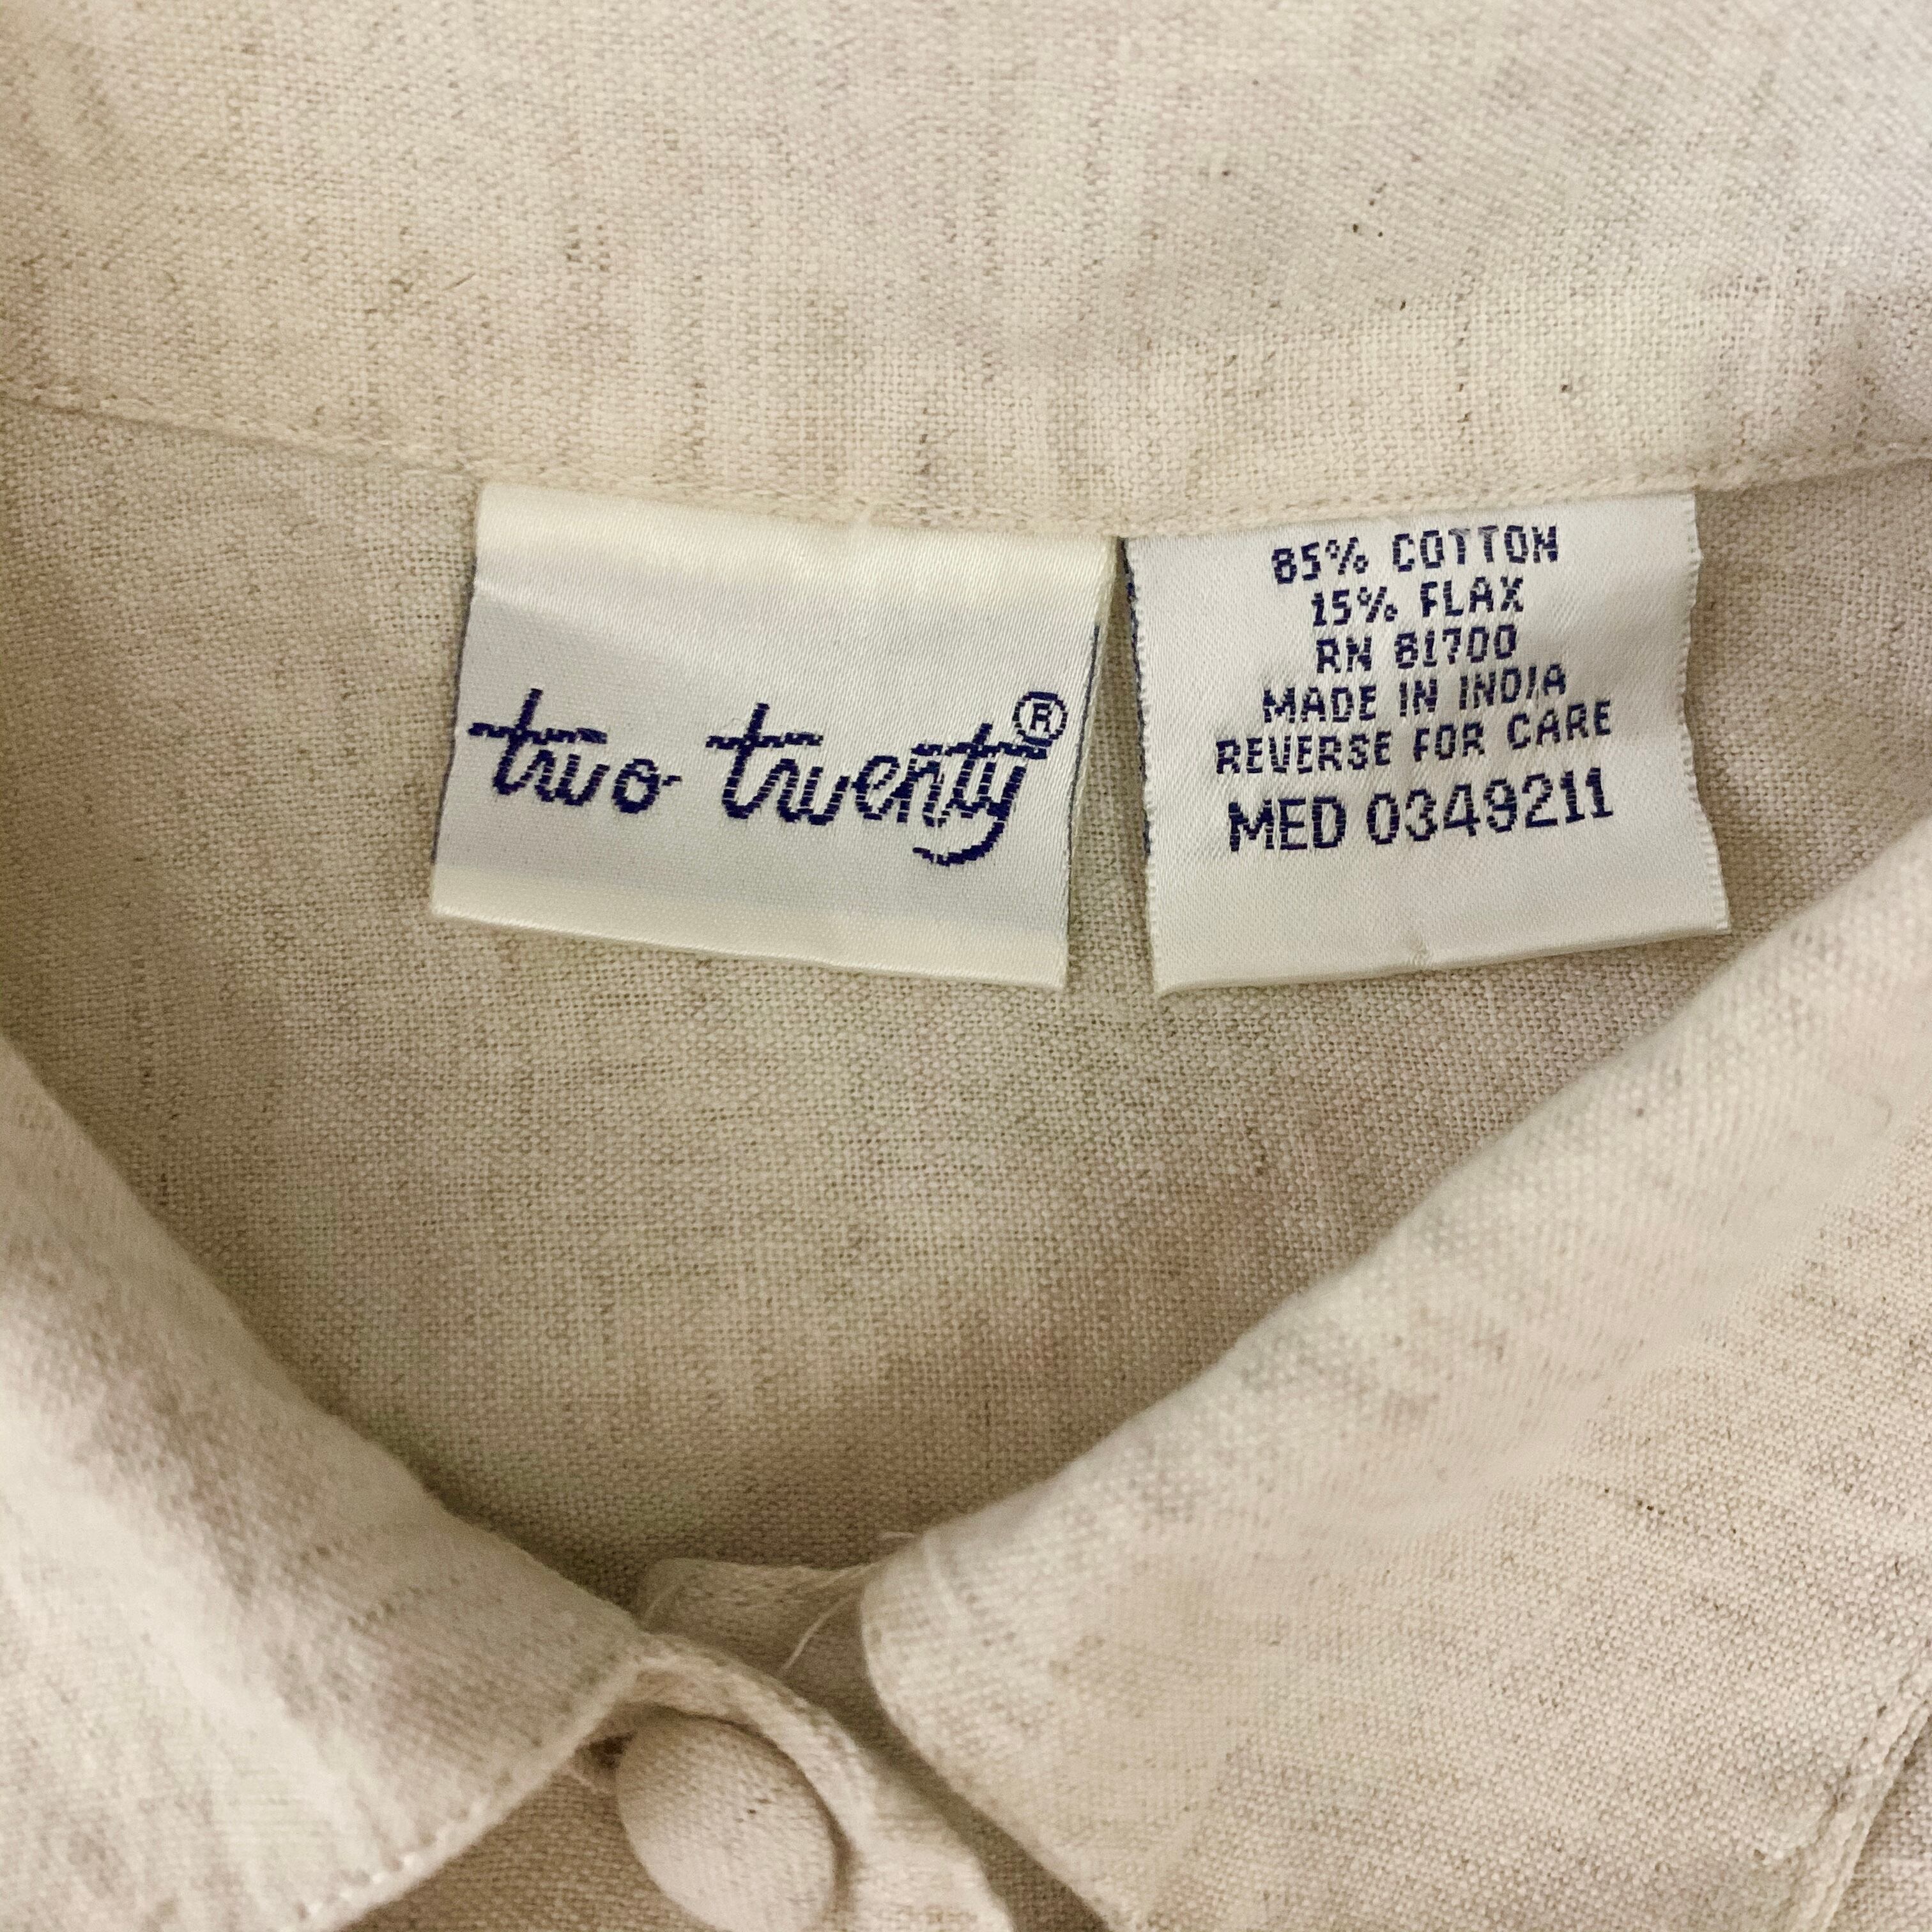 two twenty®
85% COTTON
15% FLAX
RN 81700
MADE IN INDIA
REVERSE FOR CARE
MED 0349211